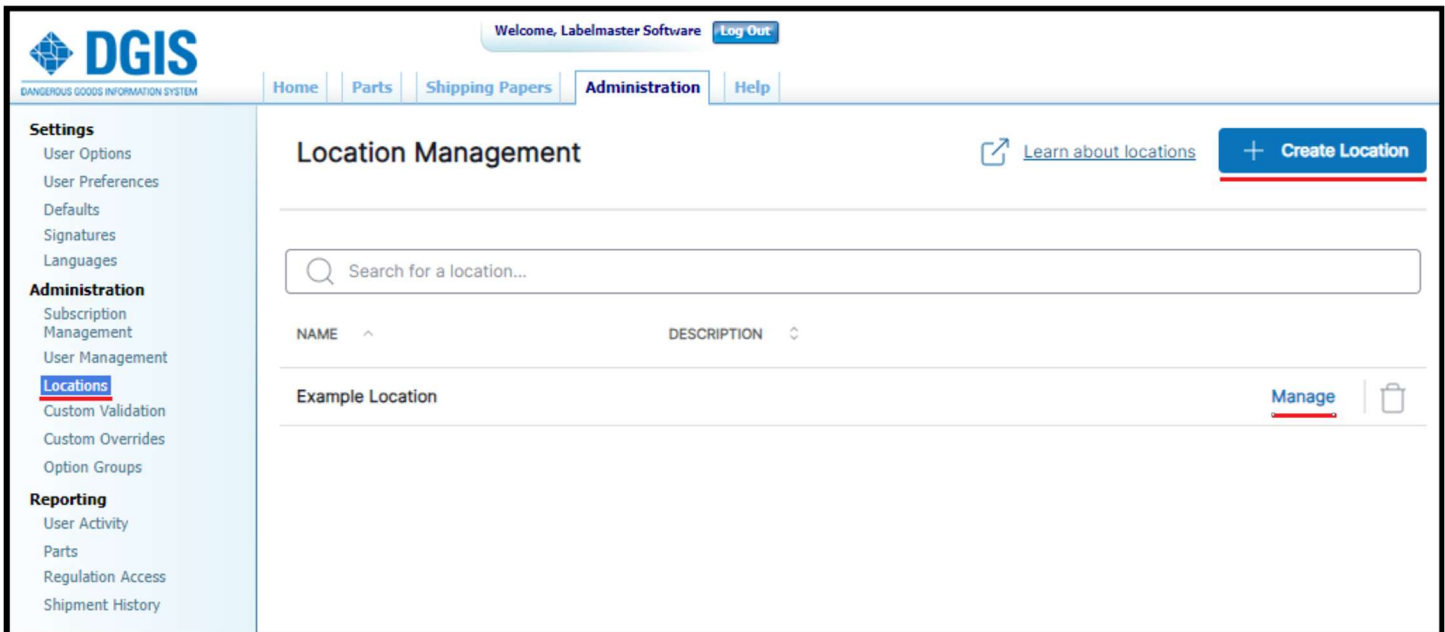 DGIS
DANGEROUS GOODS INFORMATION SYSTEM
Welcome, Labelmaster Software Log Out
Home Parts Shipping Papers Administration Help
Settings
User Options
User Preferences
Defaults
Signatures
Languages
Administration
Subscription
Management
User Management
Locations
Custom Validation
Custom Overrides
Option Groups
Reporting
User Activity
Parts
Regulation Access
Shipment History
Location Management
Learn about locations
+ Create Location
Search for a location...
NAME DESCRIPTION
Example Location Manage